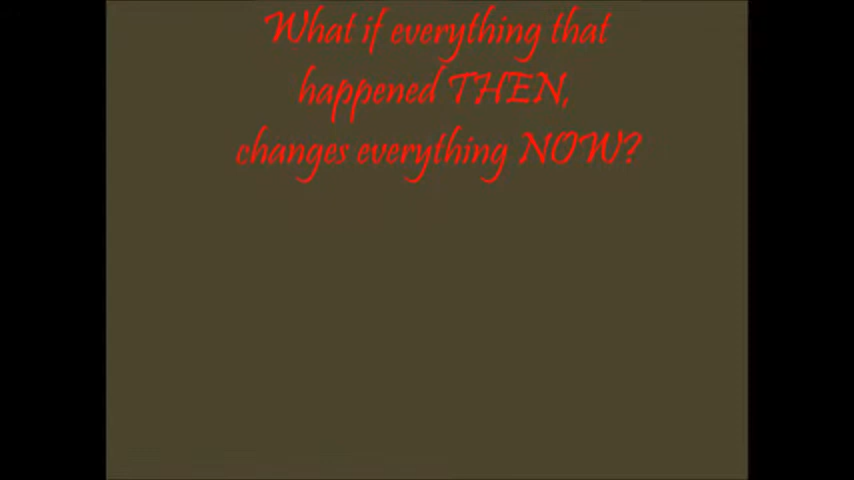 What if everything that
happened THEN,
changes everything NOW?